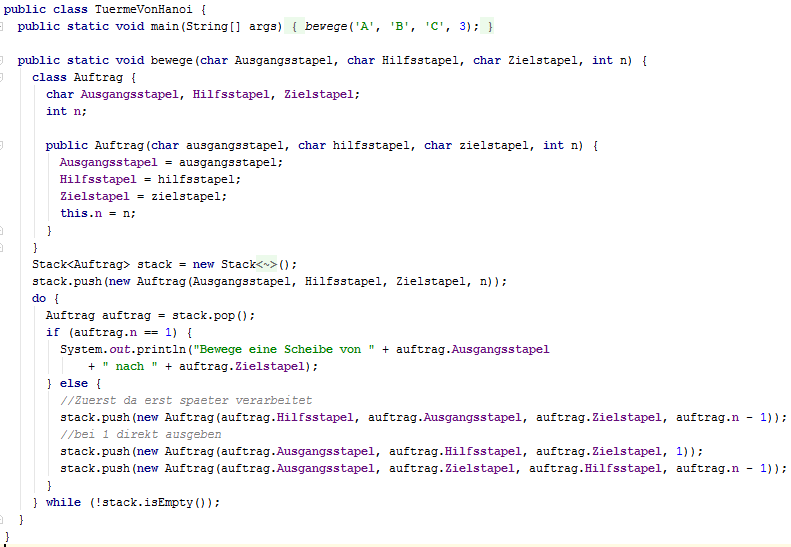 public class TuermeVonHanoi {
public static void main(String[] args) { bewege('A', 'B', 'C', 3); }
public static void bewege(char Ausgangsstapel, char Hilfsstapel, char Zielstapel, int n) {
class Auftrag {
char Ausgangsstapel, Hilfsstapel, Zielstapel;
int n;
public Auftrag(char ausgangsstapel, char hilfsstapel, char zielstapel, int n) {
Ausgangsstapel = ausgangsstapel;
Hilfsstapel = hilfsstapel;
Zielstapel = zielstapel;
this.n = n;
}
}
Stack<Auftrag> stack = new Stack<~>();
stack.push(new Auftrag(Ausgangsstapel, Hilfsstapel, Zielstapel, n));
do {
Auftrag auftrag = stack.pop();
if (auftrag.n == 1) {
System.out.println("Bewege eine Scheibe von " + auftrag.Ausgangsstapel
+ " nach " + auftrag.Zielstapel);
} else {
//Zuerst da erst spaeter verarbeitet
stack.push(new Auftrag(auftrag.Hilfsstapel, auftrag.Ausgangsstapel, auftrag.Zielstapel, auftrag.n - 1));
//bei 1 direkt ausgeben
stack.push(new Auftrag(auftrag.Ausgangsstapel, auftrag.Hilfsstapel, auftrag.Zielstapel, 1));
stack.push(new Auftrag(auftrag.Ausgangsstapel, auftrag.Zielstapel, auftrag.Hilfsstapel, auftrag.n - 1));
}
} while (!stack.isEmpty());
}
}